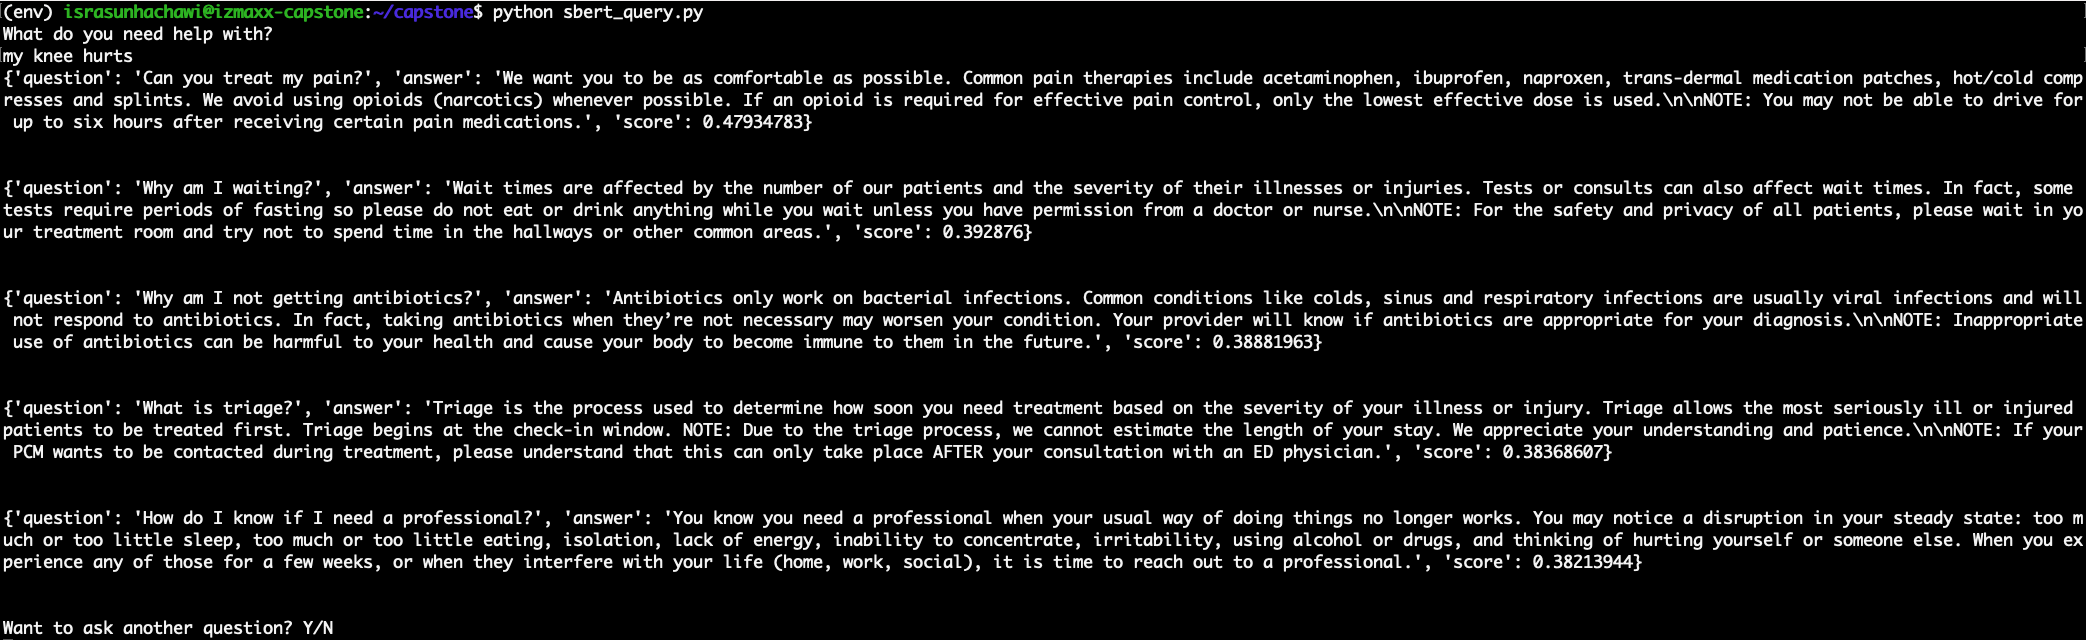 (env) israsunhachawi@izmaxx-capstone:~/capstone$ python sbert_query.py
What do you need help with?
my knee hurts
{'question': 'Can you treat my pain?', 'answer': 'We want you to be as comfortable as possible. Common pain therapies include acetaminophen, ibuprofen, naproxen, trans-dermal medication patches, hot/cold comp
resses and splints. We avoid using opioids (narcotics) whenever possible. If an opioid is required for effective pain control, only the lowest effective dose is used.\n\nNOTE: You may not be able to drive for
 up to six hours after receiving certain pain medications.', 'score': 0.47934783}
{'question': 'Why am I waiting?', 'answer': 'Wait times are affected by the number of our patients and the severity of their illnesses or injuries. Tests or consults can also affect wait times. In fact, some
tests require periods of fasting so please do not eat or drink anything while you wait unless you have permission from a doctor or nurse.\n\nNOTE: For the safety and privacy of all patients, please wait in yo
ur treatment room and try not to spend time in the hallways or other common areas.', 'score': 0.392876}
{'question': 'Why am I not getting antibiotics?', 'answer': 'Antibiotics only work on bacterial infections. Common conditions like colds, sinus and respiratory infections are usually viral infections and will
 not respond to antibiotics. In fact, taking antibiotics when they’re not necessary may worsen your condition. Your provider will know if antibiotics are appropriate for your diagnosis.\n\nNOTE: Inappropriate
 use of antibiotics can be harmful to your health and cause your body to become immune to them in the future.', 'score': 0.38881963}
{'question': 'What is triage?', 'answer': 'Triage is the process used to determine how soon you need treatment based on the severity of your illness or injury. Triage allows the most seriously ill or injured
patients to be treated first. Triage begins at the check-in window. NOTE: Due to the triage process, we cannot estimate the length of your stay. We appreciate your understanding and patience.\n\nNOTE: If your
 PCM wants to be contacted during treatment, please understand that this can only take place AFTER your consultation with an ED physician.', 'score': 0.38368607}
{'question': 'How do I know if I need a professional?', 'answer': 'You know you need a professional when your usual way of doing things no longer works. You may notice a disruption in your steady state: too m
uch or too little sleep, too much or too little eating, isolation, lack of energy, inability to concentrate, irritability, using alcohol or drugs, and thinking of hurting yourself or someone else. When you ex
perience any of those for a few weeks, or when they interfere with your life (home, work, social), it is time to reach out to a professional.', 'score': 0.38213944}
Want to ask another question? Y/N